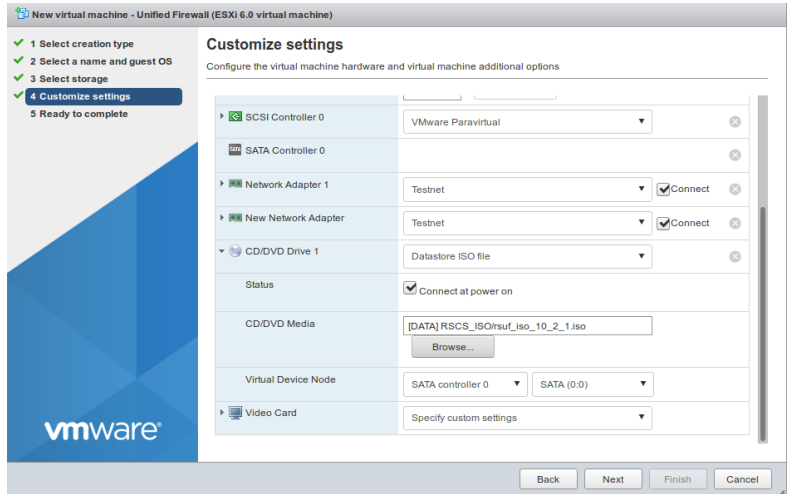 New virtual machine - Unified Firewall (ESXi 6.0 virtual machine)
1 Select creation type
2 Select a name and guest OS
3 Select storage
4 Customize settings
5 Ready to complete
Customize settings
Configure the virtual machine hardware and virtual machine additional options
SCSI Controller 0
VMware Paravirtual
SATA Controller 0
Network Adapter 1
Testnet
Connect
New Network Adapter
Testnet
Connect
CD/DVD Drive 1
Datastore ISO file
Status
Connect at power on
CD/DVD Media
[DATA] RSCS_ISO/rsuf_iso_10_2_1.iso
Browse...
Virtual Device Node
SATA controller 0
SATA (0:0)
Video Card
Specify custom settings
vmware®
Back
Next
Finish
Cancel